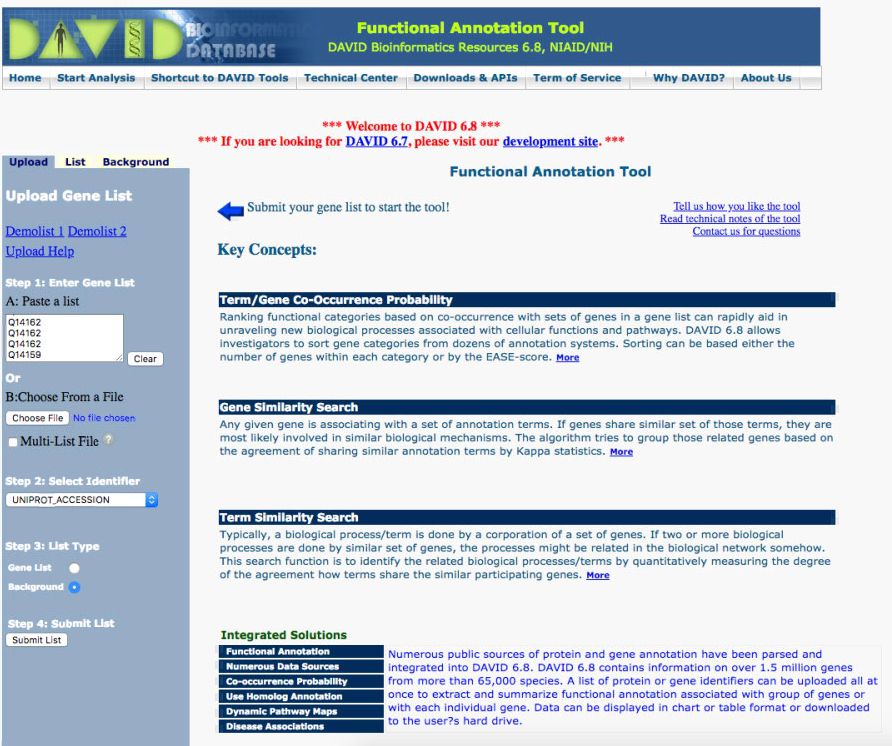 DAVID BIOINFORMATICS
DATABASE
Functional Annotation Tool
DAVID Bioinformatics Resources 6.8, NIAID/NIH
Home Start Analysis Shortcut to DAVID Tools Technical Center Downloads & APIs Term of Service Why DAVID? About Us
*** Welcome to DAVID 6.8 ***
*** If you are looking for DAVID 6.7, please visit our development site. ***
Upload List Background
Upload Gene List
Demolist 1 Demolist 2
Upload Help
Step 1: Enter Gene List
A: Paste a list
Q14162
Q14162
Q14162
Q14159
Clear
Or
B:Choose From a File
Choose File No file chosen
Multi-List File ?
Step 2: Select Identifier
UNIPROT_ACCESSION
Step 3: List Type
Gene List
Background
Step 4: Submit List
Submit List
Functional Annotation Tool
Submit your gene list to start the tool!
Tell us how you like the tool
Read technical notes of the tool
Contact us for questions
Key Concepts:
Term/Gene Co-Occurrence Probability
Ranking functional categories based on co-occurrence with sets of genes in a gene list can rapidly aid in
unraveling new biological processes associated with cellular functions and pathways. DAVID 6.8 allows
investigators to sort gene categories from dozens of annotation systems. Sorting can be based either the
number of genes within each category or by the EASE-score. More
Gene Similarity Search
Any given gene is associating with a set of annotation terms. If genes share similar set of those terms, they are
most likely involved in similar biological mechanisms. The algorithm tries to group those related genes based on
the agreement of sharing similar annotation terms by Kappa statistics. More
Term Similarity Search
Typically, a biological process/term is done by a corporation of a set of genes. If two or more biological
processes are done by similar set of genes, the processes might be related in the biological network somehow.
This search function is to identify the related biological processes/terms by quantitatively measuring the degree
of the agreement how terms share the similar participating genes. More
Integrated Solutions
Functional Annotation
Numerous Data Sources
Co-occurrence Probability
Use Homolog Annotation
Dynamic Pathway Maps
Disease Associations
Numerous public sources of protein and gene annotation have been parsed and
integrated into DAVID 6.8. DAVID 6.8 contains information on over 1.5 million genes
from more than 65,000 species. A list of protein or gene identifiers can be uploaded all at
once to extract and summarize functional annotation associated with group of genes or
with each individual gene. Data can be displayed in chart or table format or downloaded
to the user?s hard drive.